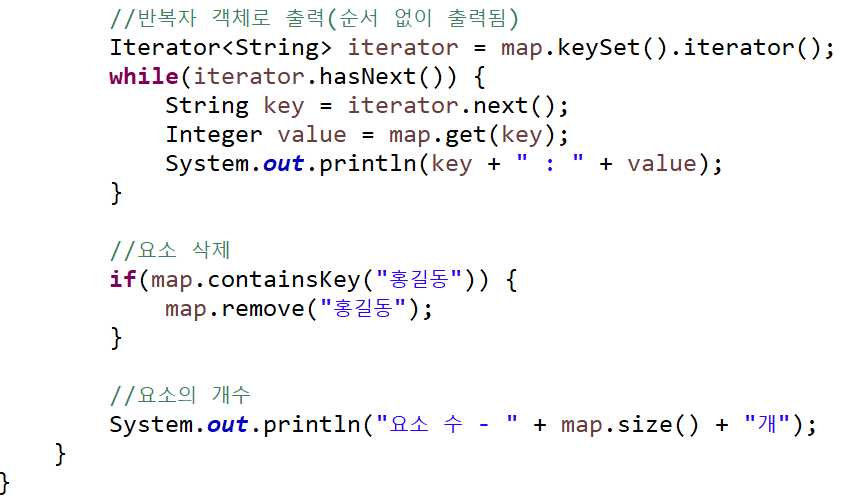 //반복자 객체로 출력(순서 없이 출력됨)
Iterator<String> iterator = map.keySet().iterator();
while(iterator.hasNext()) {
String key = iterator.next();
Integer value = map.get(key);
System.out.println(key + " : " + value);
}
//요소 삭제
if(map.containsKey("홍길동")) {
map.remove("홍길동");
}
//요소의 개수
System.out.println("요소 수 - " + map.size() + "개");
}
}